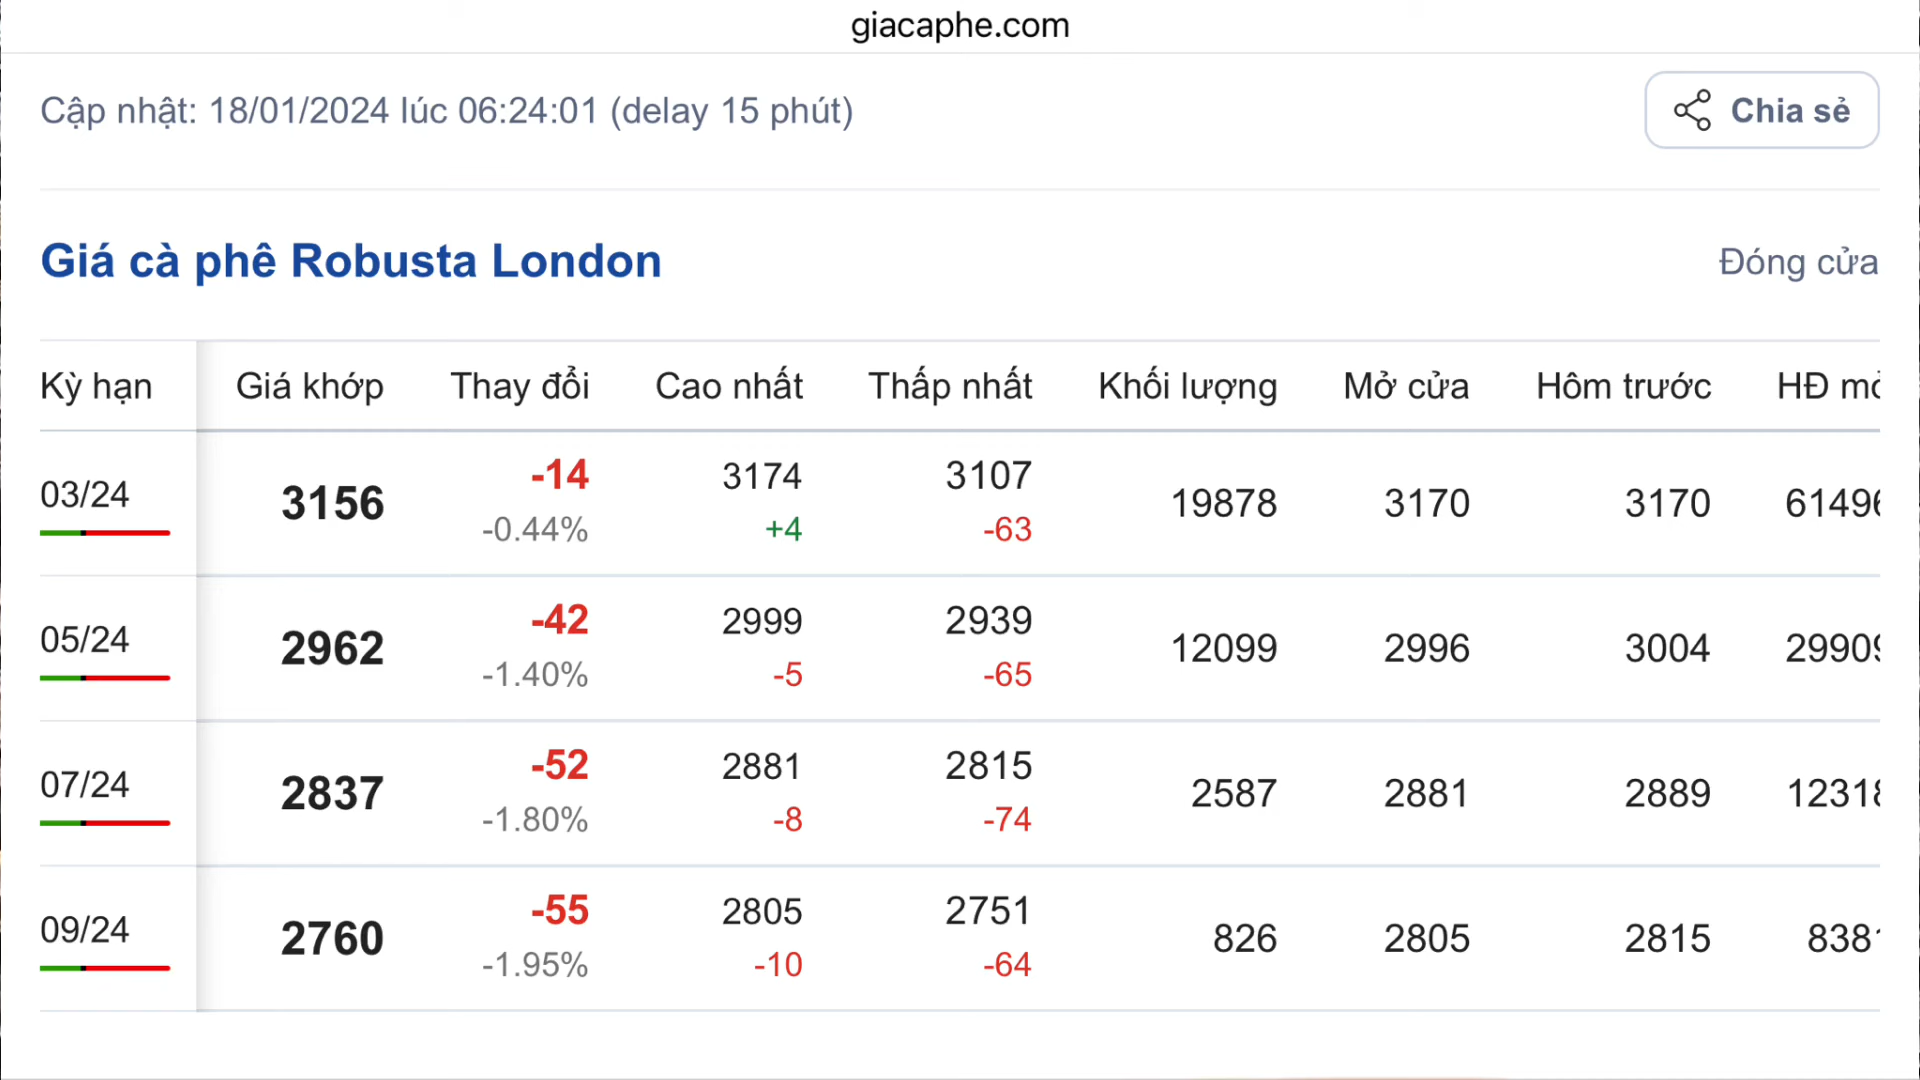 giacaphe.com
Cập nhật: 18/01/2024 lúc 06:24:01 (delay 15 phút)
Chia sẻ
Giá cà phê Robusta London
Đóng cửa
Kỳ hạn Giá khớp Thay đổi Cao nhất Thấp nhất Khối lượng Mở cửa Hôm trước HĐ mở
03/24 3156 -14 3174 3107 19878 3170 3170
-0.44% +4 -63
05/24 2962 -42 2999 2939 12099 2996 3004
-1.40% -5 -65
07/24 2837 -52 2881 2815 2587 2881 2889
-1.80% -8 -74
09/24 2760 -55 2805 2751 826 2805 2815
-1.95% -10 -64